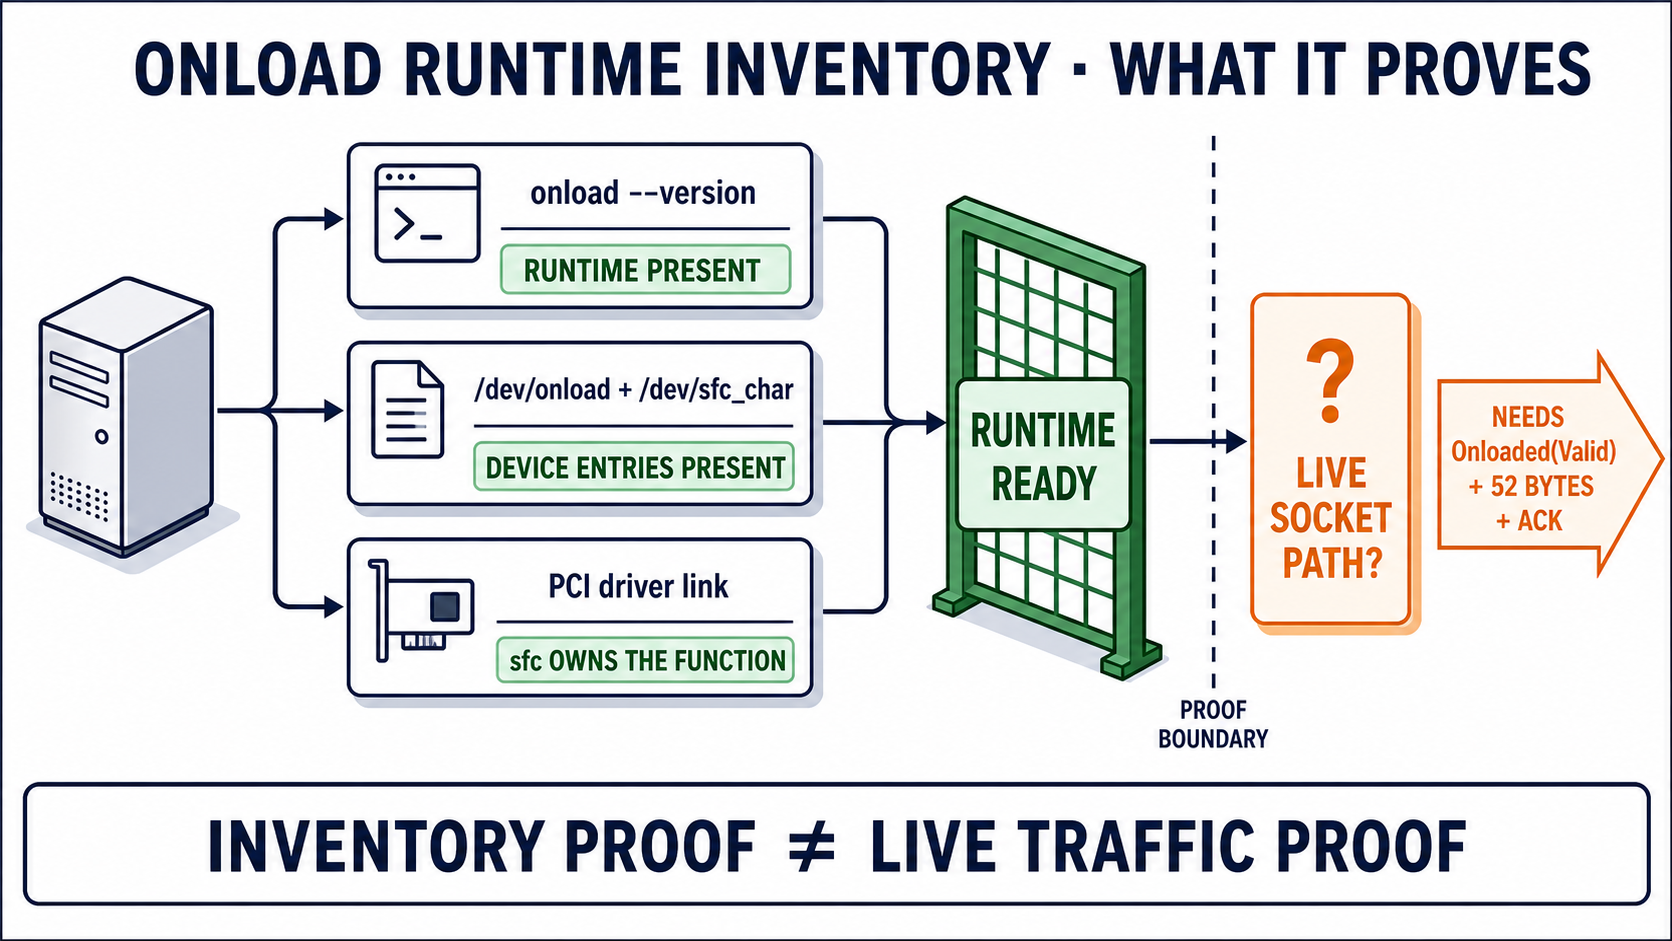 ONLOAD RUNTIME INVENTORY · WHAT IT PROVES
onload --version
RUNTIME PRESENT
/dev/onload + /dev/sfc_char
DEVICE ENTRIES PRESENT
PCI driver link
sfc OWNS THE FUNCTION
RUNTIME
READY
PROOF
BOUNDARY
?
LIVE
SOCKET
PATH?
NEEDS
Onloaded(Valid)
+ 52 BYTES
+ ACK
INVENTORY PROOF ≠ LIVE TRAFFIC PROOF